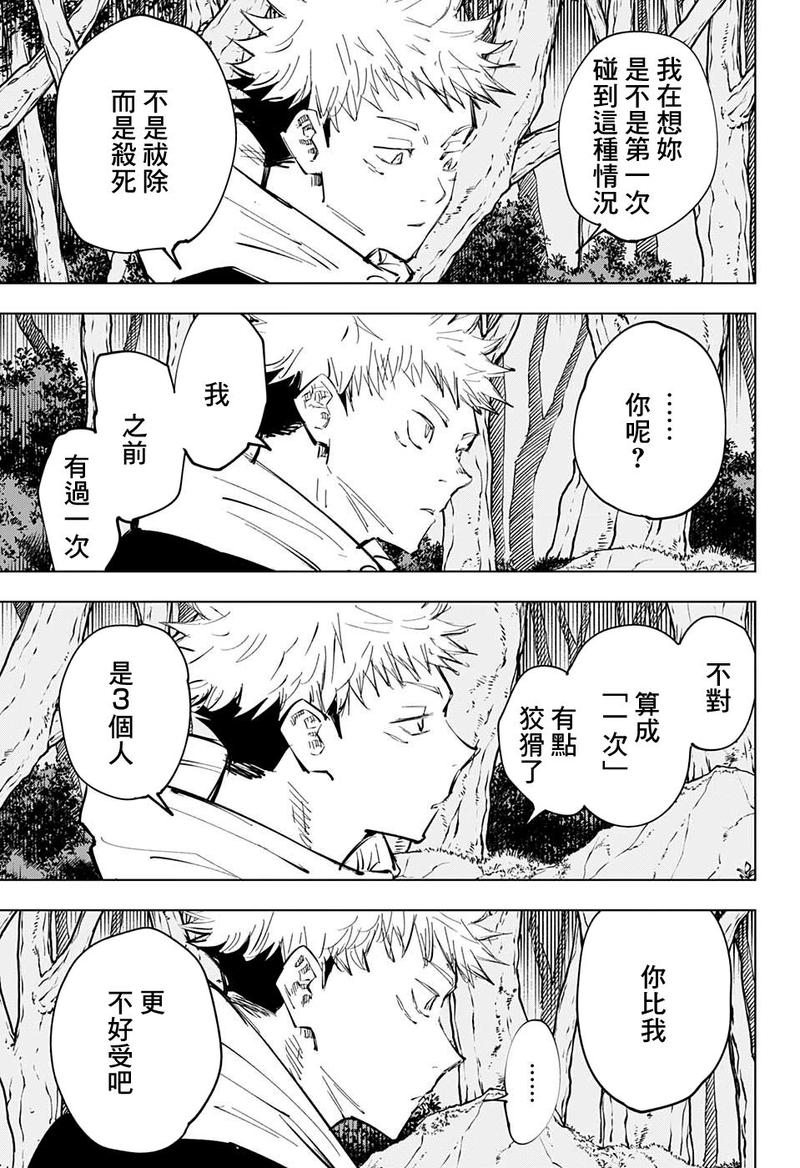 我在想妳
是不是第一次
碰到這種情況
不是祓除
而是殺死
……
你呢?
我
之前
有過一次
不對
算成
「一次」
有點
狡猾了
是3個人
你比我
……
更
不好受吧